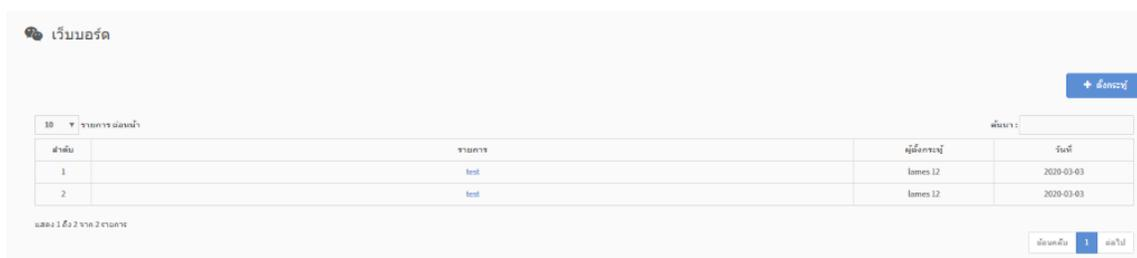 เว็บบอร์ด
+ ตั้งกระทู้
10 รายการ ต่อหน้า
ค้นหา :
ลำดับ รายการ ผู้ตั้งกระทู้ วันที่
1 test lames 12 2020-03-03
2 test lames 12 2020-03-03
แสดง 1 ถึง 2 จาก 2 รายการ
ย้อนกลับ 1 ต่อไป